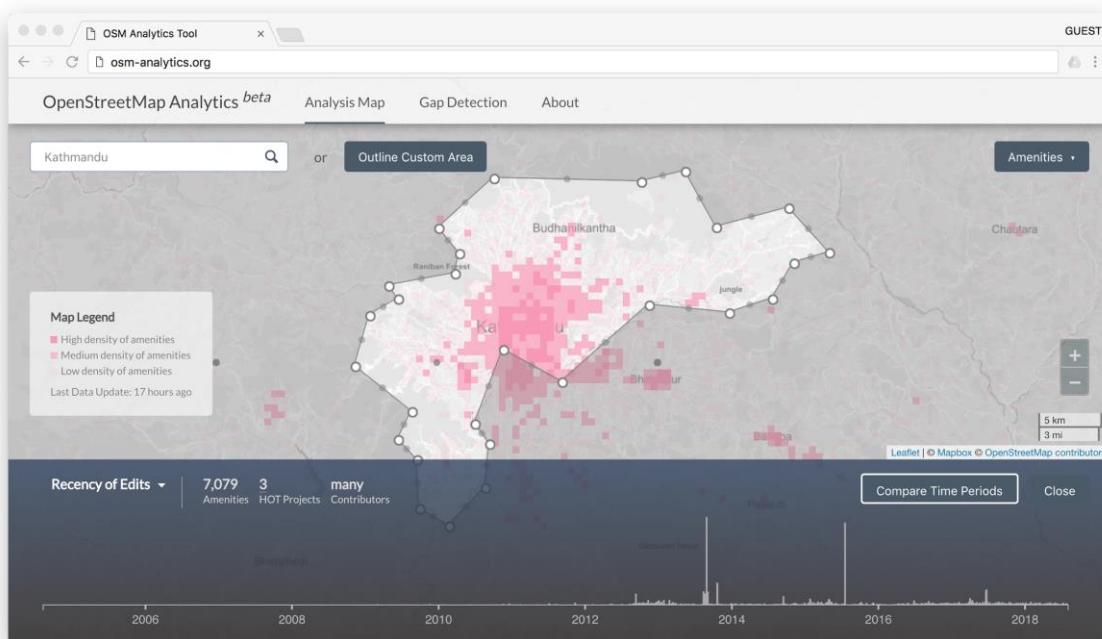 OSM Analytics Tool
GUEST
osm-analytics.org
OpenStreetMap Analytics beta Analysis Map Gap Detection About
Kathmandu or Outline Custom Area Amenities
Budhanilkantha
Chautara
Raniban Forest
jungle
Map Legend
High density of amenities
Medium density of amenities
Low density of amenities
Last Data Update: 17 hours ago
5 km
3 mi
Leaflet | © Mapbox © OpenStreetMap contributor
Recency of Edits 7,079 3 many Compare Time Periods Close
Amenities HOT Projects Contributors
2006 2008 2010 2012 2014 2016 2018